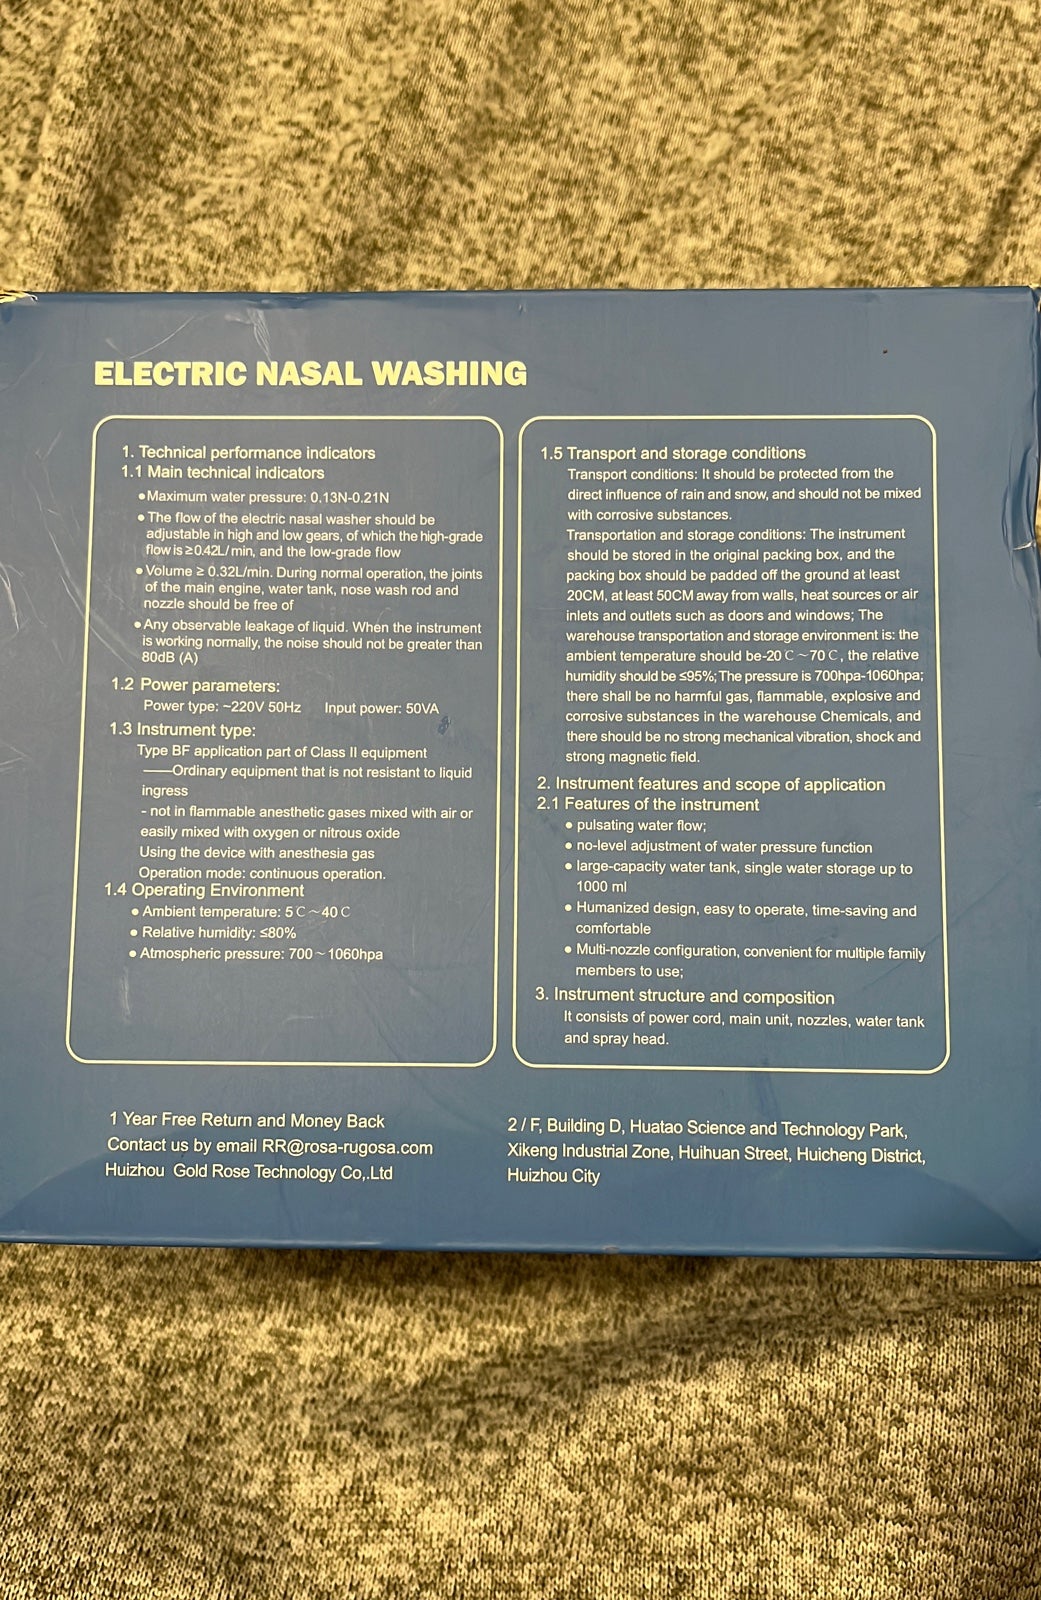 ELECTRIC NASAL WASHING
1. Technical performance indicators
1.1 Main technical indicators
●Maximum water pressure: 0.13N-0.21N
● The flow of the electric nasal washer should be
adjustable in high and low gears, of which the high-grade
flow is ≥0.42L/ min, and the low-grade flow
● Volume ≥ 0.32L/min. During normal operation, the joints
of the main engine, water tank, nose wash rod and
nozzle should be free of
● Any observable leakage of liquid. When the instrument
is working normally, the noise should not be greater than
80dB (A)
1.2 Power parameters:
Power type: ~220V 50Hz Input power: 50VA
1.3 Instrument type:
Type BF application part of Class II equipment
——Ordinary equipment that is not resistant to liquid
ingress
- not in flammable anesthetic gases mixed with air or
easily mixed with oxygen or nitrous oxide
Using the device with anesthesia gas
Operation mode: continuous operation.
1.4 Operating Environment
● Ambient temperature: 5℃~40℃
● Relative humidity: ≤80%
● Atmospheric pressure: 700~1060hpa
1.5 Transport and storage conditions
Transport conditions: It should be protected from the
direct influence of rain and snow, and should not be mixed
with corrosive substances.
Transportation and storage conditions: The instrument
should be stored in the original packing box, and the
packing box should be padded off the ground at least
20CM, at least 50CM away from walls, heat sources or air
inlets and outlets such as doors and windows; The
warehouse transportation and storage environment is: the
ambient temperature should be-20℃~70℃, the relative
humidity should be ≤95%; The pressure is 700hpa-1060hpa;
there shall be no harmful gas, flammable, explosive and
corrosive substances in the warehouse Chemicals, and
there should be no strong mechanical vibration, shock and
strong magnetic field.
2. Instrument features and scope of application
2.1 Features of the instrument
● pulsating water flow;
● no-level adjustment of water pressure function
● large-capacity water tank, single water storage up to
1000 ml
● Humanized design, easy to operate, time-saving and
comfortable
● Multi-nozzle configuration, convenient for multiple family
members to use;
3. Instrument structure and composition
It consists of power cord, main unit, nozzles, water tank
and spray head.
1 Year Free Return and Money Back
Contact us by email RR@rosa-rugosa.com
Huizhou Gold Rose Technology Co,.Ltd
2 / F, Building D, Huatao Science and Technology Park,
Xikeng Industrial Zone, Huihuan Street, Huicheng District,
Huizhou City